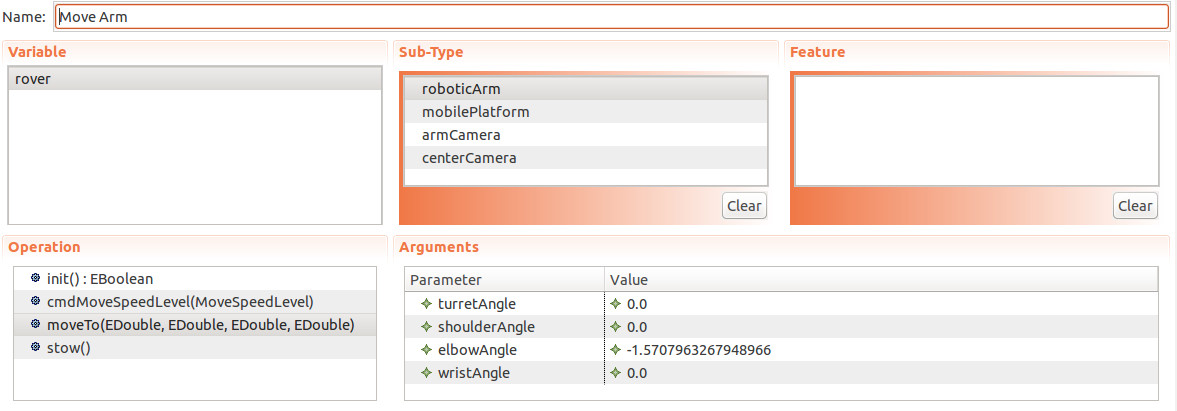 Name: Move Arm
Variable
rover
Sub-Type
roboticArm
mobilePlatform
armCamera
centerCamera
Clear
Feature
Clear
Operation
init() : EBoolean
cmdMoveSpeedLevel(MoveSpeedLevel)
moveTo(EDouble, EDouble, EDouble, EDouble)
stow()
Arguments
Parameter Value
turretAngle 0.0
shoulderAngle 0.0
elbowAngle -1.5707963267948966
wristAngle 0.0